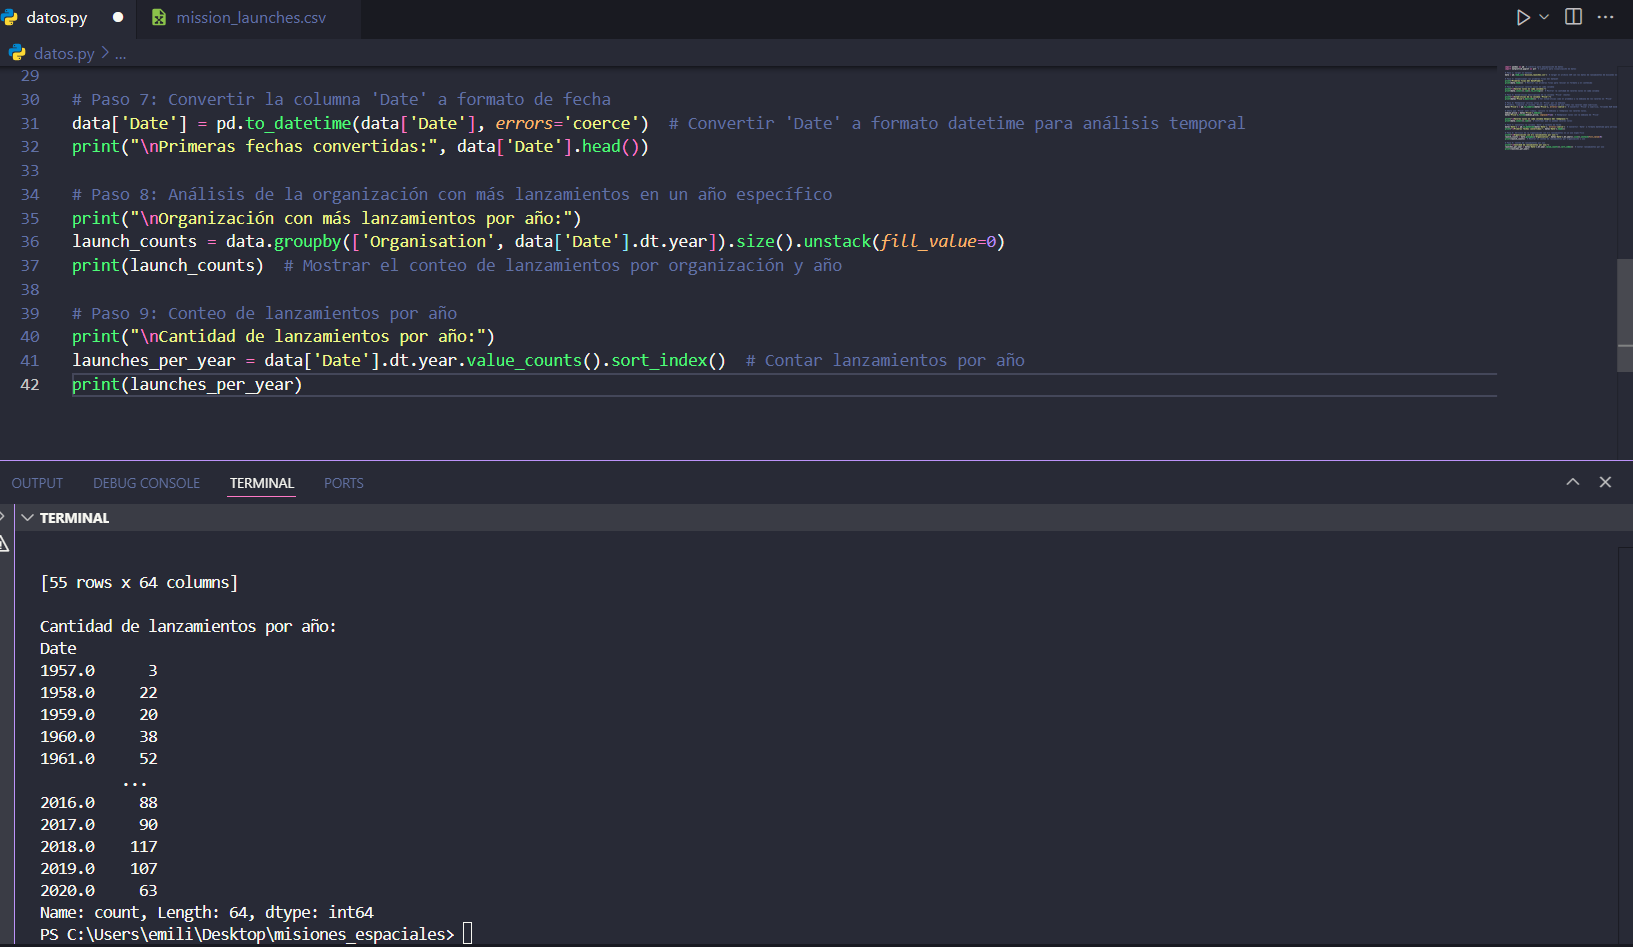 datos.py
mission_launches.csv
datos.py > ...
29
30 # Paso 7: Convertir la columna 'Date' a formato de fecha
31 data['Date'] = pd.to_datetime(data['Date'], errors='coerce')  # Convertir 'Date' a formato datetime para análisis temporal
32 print("\nPrimeras fechas convertidas:", data['Date'].head())
33
34 # Paso 8: Análisis de la organización con más lanzamientos en un año específico
35 print("\nOrganización con más lanzamientos por año:")
36 launch_counts = data.groupby(['Organisation', data['Date'].dt.year]).size().unstack(fill_value=0)
37 print(launch_counts)  # Mostrar el conteo de lanzamientos por organización y año
38
39 # Paso 9: Conteo de lanzamientos por año
40 print("\nCantidad de lanzamientos por año:")
41 launches_per_year = data['Date'].dt.year.value_counts().sort_index()  # Contar lanzamientos por año
42 print(launches_per_year)
OUTPUT DEBUG CONSOLE TERMINAL PORTS
TERMINAL
[55 rows x 64 columns]
Cantidad de lanzamientos por año:
Date
1957.0 3
1958.0 22
1959.0 20
1960.0 38
1961.0 52
...
2016.0 88
2017.0 90
2018.0 117
2019.0 107
2020.0 63
Name: count, Length: 64, dtype: int64
PS C:\Users\emili\Desktop\misiones_espaciales>